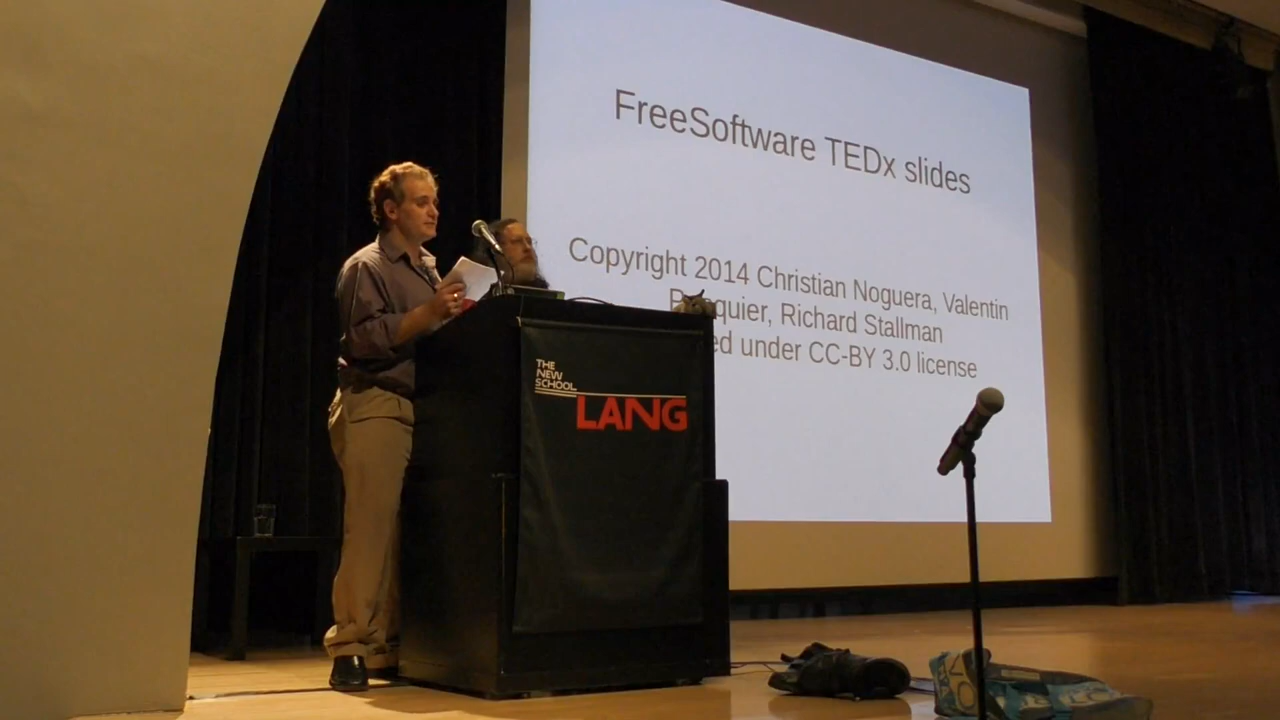 FreeSoftware TEDx slides
Copyright 2014 Christian Noguera, Valentin
Richard Stallman
under CC-BY 3.0 license
THE
NEW
SCHOOL
LANG